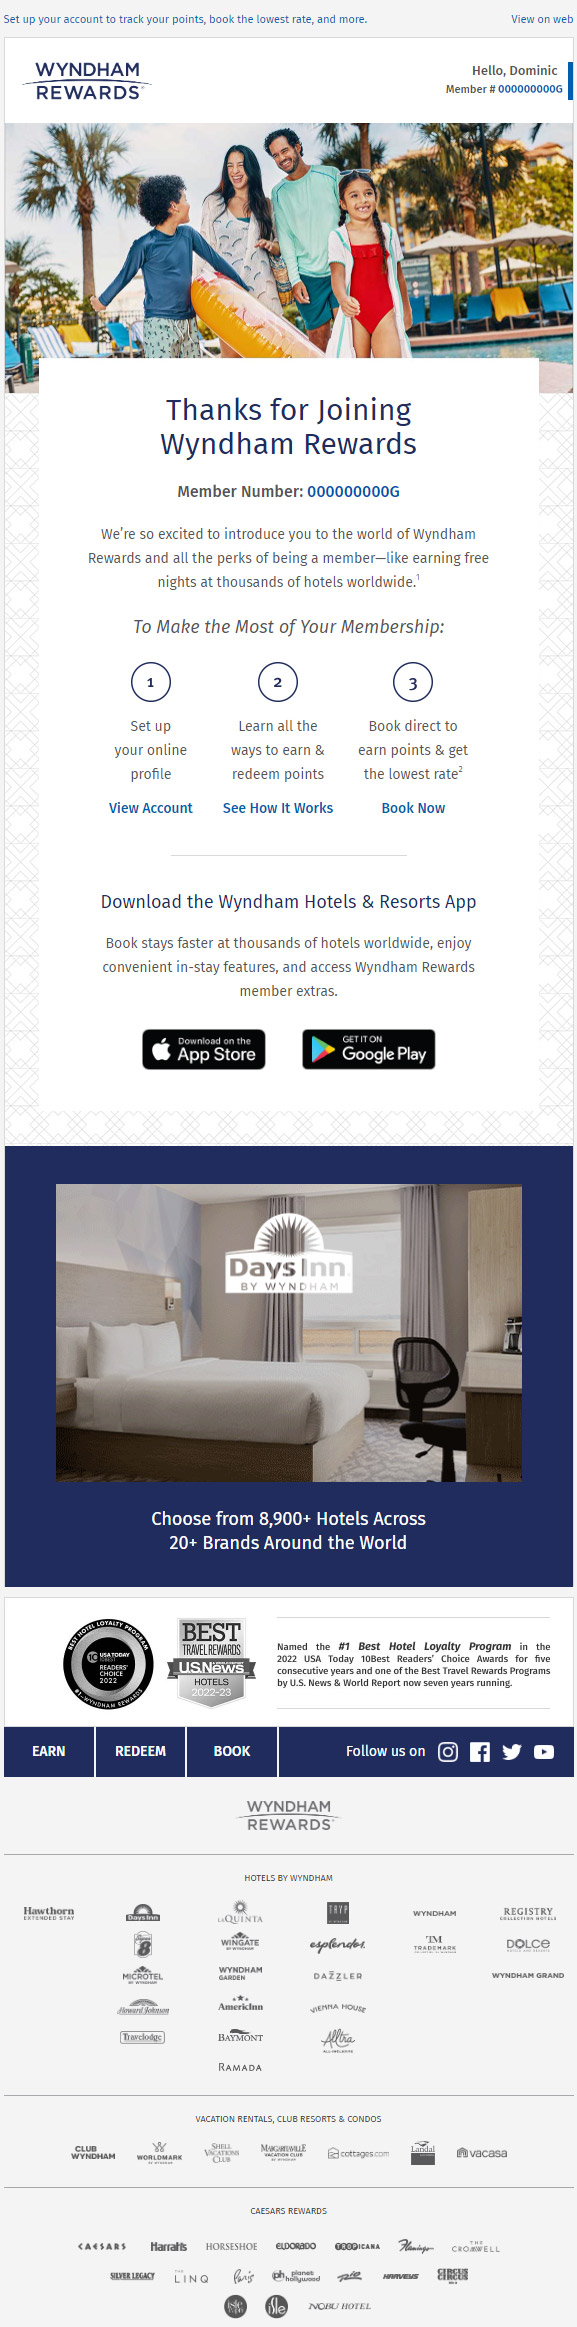 Set up your account to track your points, book the lowest rate, and more.
View on web
WYNDHAM
REWARDS
Hello, Dominic
Member # 000000000G
Thanks for Joining
Wyndham Rewards
Member Number: 000000000G
We're so excited to introduce you to the world of Wyndham
Rewards and all the perks of being a member—like earning free
nights at thousands of hotels worldwide.1
To Make the Most of Your Membership:
1
2
3
Set up
your online
profile
Learn all the
ways to earn &
redeem points
Book direct to
earn points & get
the lowest rate2
View Account
See How It Works
Book Now
Download the Wyndham Hotels & Resorts App
Book stays faster at thousands of hotels worldwide, enjoy
convenient in-stay features, and access Wyndham Rewards
member extras.
Download on the
App Store
GET IT ON
Google Play
Days Inn
BY WYNDHAM
Choose from 8,900+ Hotels Across
20+ Brands Around the World
BEST HOTEL LOYALTY PROGRAM
10 USA TODAY
10BEST
READERS'
CHOICE
2022
#1–WYNDHAM REWARDS
BEST
TRAVEL REWARDS
U.S.News
HOTELS
2022-23
Named the #1 Best Hotel Loyalty Program in the
2022 USA Today 10Best Readers' Choice Awards for five
consecutive years and one of the Best Travel Rewards Programs
by U.S. News & World Report now seven years running.
EARN
REDEEM
BOOK
Follow us on
WYNDHAM
REWARDS
HOTELS BY WYNDHAM
Hawthorn
EXTENDED STAY
Days Inn
LAQUINTA
TRYP
WYNDHAM
REGISTRY
COLLECTION HOTELS
8
WINGATE
BY WYNDHAM
esplendor.
TM
TRADEMARK
DOLCE
MICROTEL
BY WYNDHAM
WYNDHAM
GARDEN
DAZZLER
WYNDHAM GRAND
Howard Johnson
AmericInn
VIENNA HOUSE
Travelodge
BAYMONT
Alltra
ALL-INCLUSIVE
RAMADA
VACATION RENTALS, CLUB RESORTS & CONDOS
CLUB
WYNDHAM
WORLDMARK
BY WYNDHAM
SHELL
VACATIONS
CLUB
MARGARITAVILLE
VACATION CLUB
BY WYNDHAM
cottages.com
Landal
vacasa
CAESARS REWARDS
CAESARS
Harrah's
HORSESHOE
ELDORADO
TROPICANA
Flamingo
THE
CROMWELL
SILVER LEGACY
THE
LINQ
Paris
ph planet
hollywood
Rio
HARVEYS
CIRCUS
CIRCUS
isle
isle
NOBU HOTEL